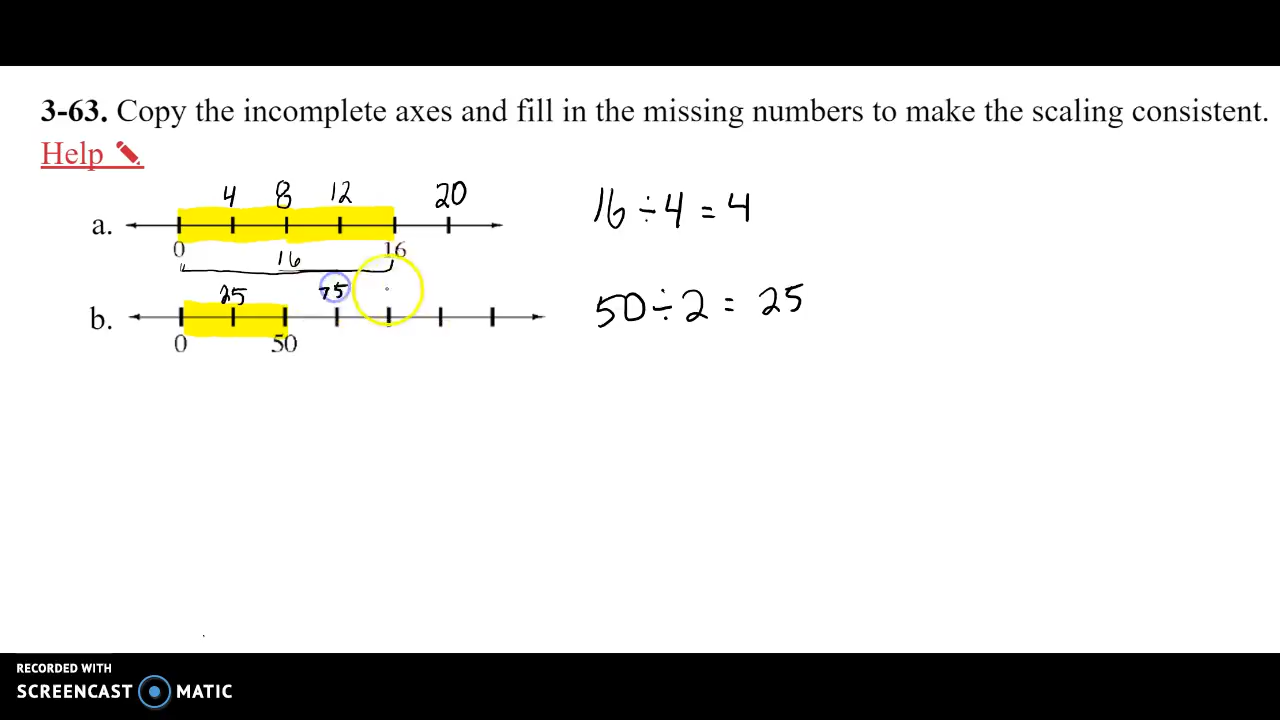 3-63. Copy the incomplete axes and fill in the missing numbers to make the scaling consistent.
Help
4 8 12 20
a.
0 16
16
16 ÷ 4 = 4
25 75
b.
0 50
50 ÷ 2 = 25
RECORDED WITH
SCREENCAST MATIC